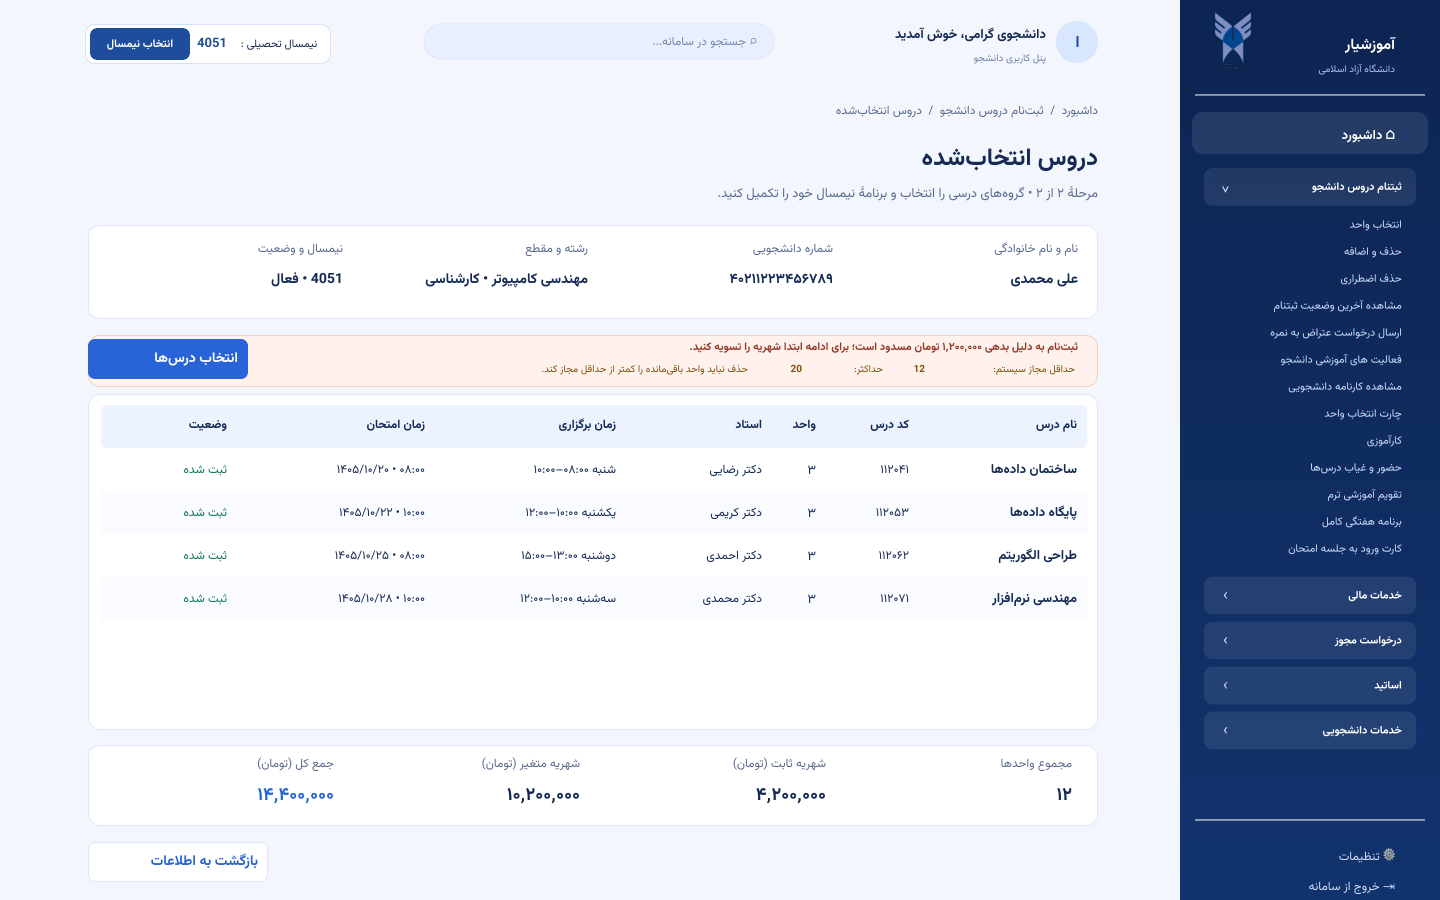 آموزشیار
دانشگاه آزاد اسلامی
داشبورد
ثبتنام دروس دانشجو
انتخاب واحد
حذف و اضافه
حذف اضطراری
مشاهده آخرین وضعیت ثبتنام
ارسال درخواست عتراض به نمره
فعالیت های آموزشی دانشجو
مشاهده کارنامه دانشجویی
چارت انتخاب واحد
کارآموزی
حضور و غیاب درس‌ها
تقویم آموزشی ترم
برنامه هفتگی کامل
کارت ورود به جلسه امتحان
خدمات مالی
درخواست مجوز
اساتید
خدمات دانشجویی
تنظیمات
خروج از سامانه
ا
دانشجوی گرامی، خوش آمدید
پنل کاربری دانشجو
جستجو در سامانه...
نیمسال تحصیلی : 4051 انتخاب نیمسال
داشبورد / ثبت‌نام دروس دانشجو / دروس انتخاب‌شده
دروس انتخاب‌شده
مرحلهٔ ۲ از ۲ • گروه‌های درسی را انتخاب و برنامهٔ نیمسال خود را تکمیل کنید.
نام و نام خانوادگی شماره دانشجویی رشته و مقطع نیمسال و وضعیت
علی محمدی ۴۰۲۱۱۲۲۳۴۵۶۷۸۹ مهندسی کامپیوتر • کارشناسی 4051 • فعال
ثبت‌نام به دلیل بدهی ۱,۲۰۰,۰۰۰ تومان مسدود است؛ برای ادامه ابتدا شهریه را تسویه کنید.
حداقل مجاز سیستم: 12 حداکثر: 20 حذف نباید واحد باقی‌مانده را کمتر از حداقل مجاز کند.
انتخاب درس‌ها
نام درس کد درس واحد استاد زمان برگزاری زمان امتحان وضعیت
ساختمان داده‌ها ۱۱۲۰۴۱ ۳ دکتر رضایی شنبه ۰۸:۰۰–۱۰:۰۰ ۱۴۰۵/۱۰/۲۰ • ۰۸:۰۰ ثبت شده
پایگاه داده‌ها ۱۱۲۰۵۳ ۳ دکتر کریمی یکشنبه ۱۰:۰۰–۱۲:۰۰ ۱۴۰۵/۱۰/۲۲ • ۱۰:۰۰ ثبت شده
طراحی الگوریتم ۱۱۲۰۶۲ ۳ دکتر احمدی دوشنبه ۱۳:۰۰–۱۵:۰۰ ۱۴۰۵/۱۰/۲۵ • ۰۸:۰۰ ثبت شده
مهندسی نرم‌افزار ۱۱۲۰۷۱ ۳ دکتر محمدی سه‌شنبه ۱۰:۰۰–۱۲:۰۰ ۱۴۰۵/۱۰/۲۸ • ۱۰:۰۰ ثبت شده
مجموع واحدها شهریه ثابت (تومان) شهریه متغیر (تومان) جمع کل (تومان)
۱۲ ۴,۲۰۰,۰۰۰ ۱۰,۲۰۰,۰۰۰ ۱۴,۴۰۰,۰۰۰
بازگشت به اطلاعات